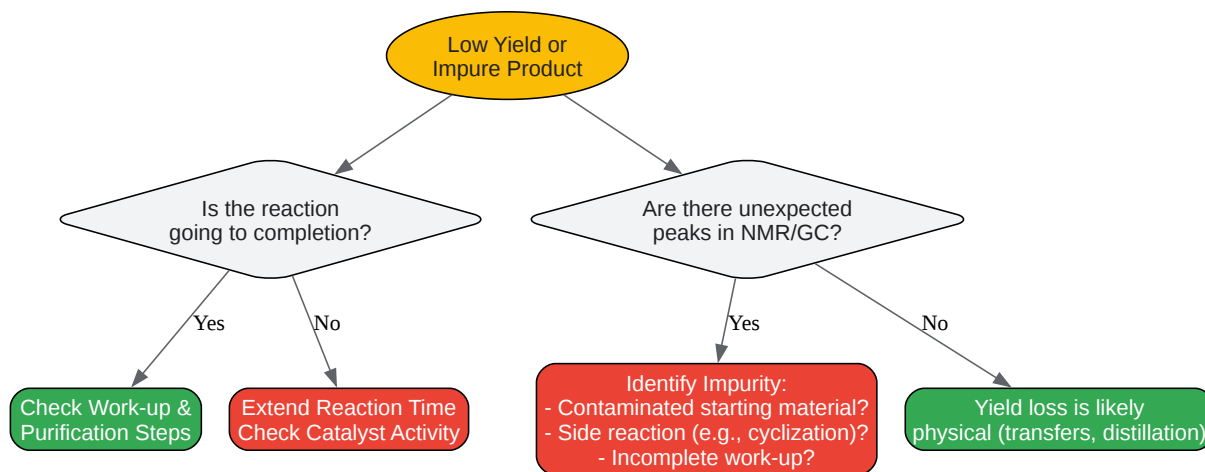 Low Yield or
Impure Product
Is the reaction
going to completion?
Are there unexpected
peaks in NMR/GC?
Yes
No
Yes
No
Check Work-up &
Purification Steps
Extend Reaction Time
Check Catalyst Activity
Identify Impurity:
- Contaminated starting material?
- Side reaction (e.g., cyclization)?
- Incomplete work-up?
Yield loss is likely
physical (transfers, distillation)